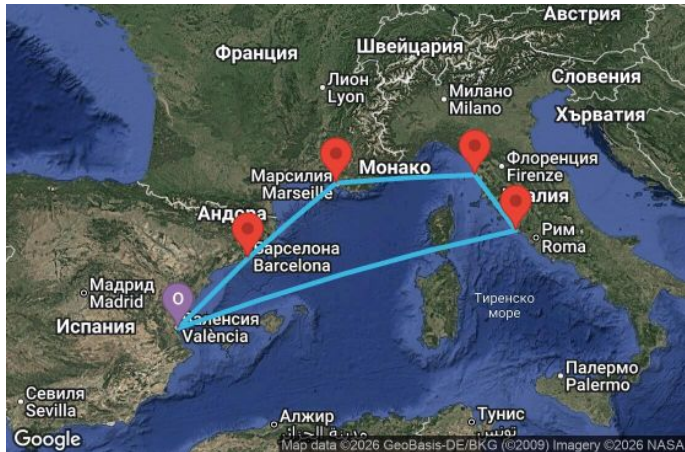 Австрия
Швейцария
Франция
Словения
Лион
Lyon
Милано
Milano
Хърватия
Марсилия
Marseille
Монако
Флоренция
Firenze
Андора
Барселона
Barcelona
Рим
Roma
Мадрид
Madrid
O
València
Испания
Тиренско
море
Палермо
Palermo
Севиля
Sevilla
Алжир
Тунис
تونس
Google
Map data ©2026 GeoBasis-DE/BKG (©2009) Imagery ©2026 NASA